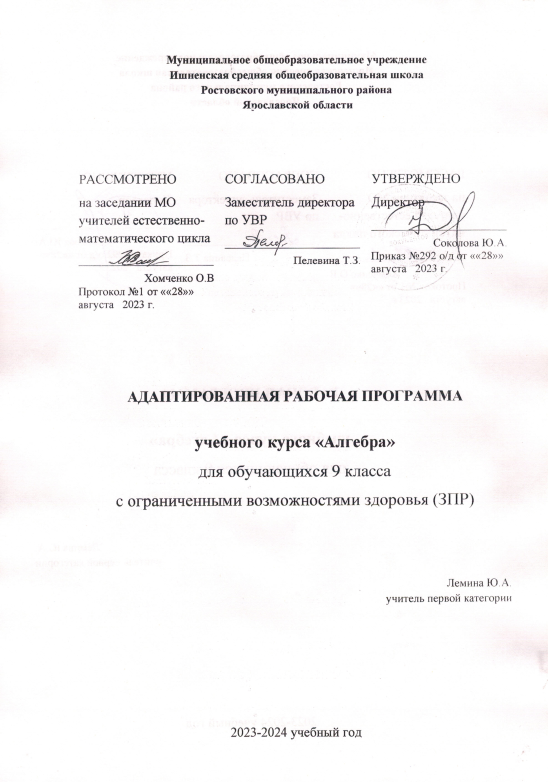 Муниципальное общеобразовательное учреждение
Ишненская средняя общеобразовательная школа
Ростовского муниципального района
Ярославской области
РАССМОТРЕНО
на заседании МО
учителей естественно-
математического цикла
Хомченко О.В
Протокол №1 от ««28»»
августа 2023 г.
СОГЛАСОВАНО
Заместитель директора
по УВР
Пелевина Т.З.
УТВЕРЖДЕНО
Директор
Соколова Ю.А.
Приказ №292 о/д от ««28»»
августа 2023 г.
АДАПТИРОВАННАЯ РАБОЧАЯ ПРОГРАММА
учебного курса «Алгебра»
для обучающихся 9 класса
с ограниченными возможностями здоровья (ЗПР)
Лемина Ю.А.
учитель первой категории
2023-2024 учебный год